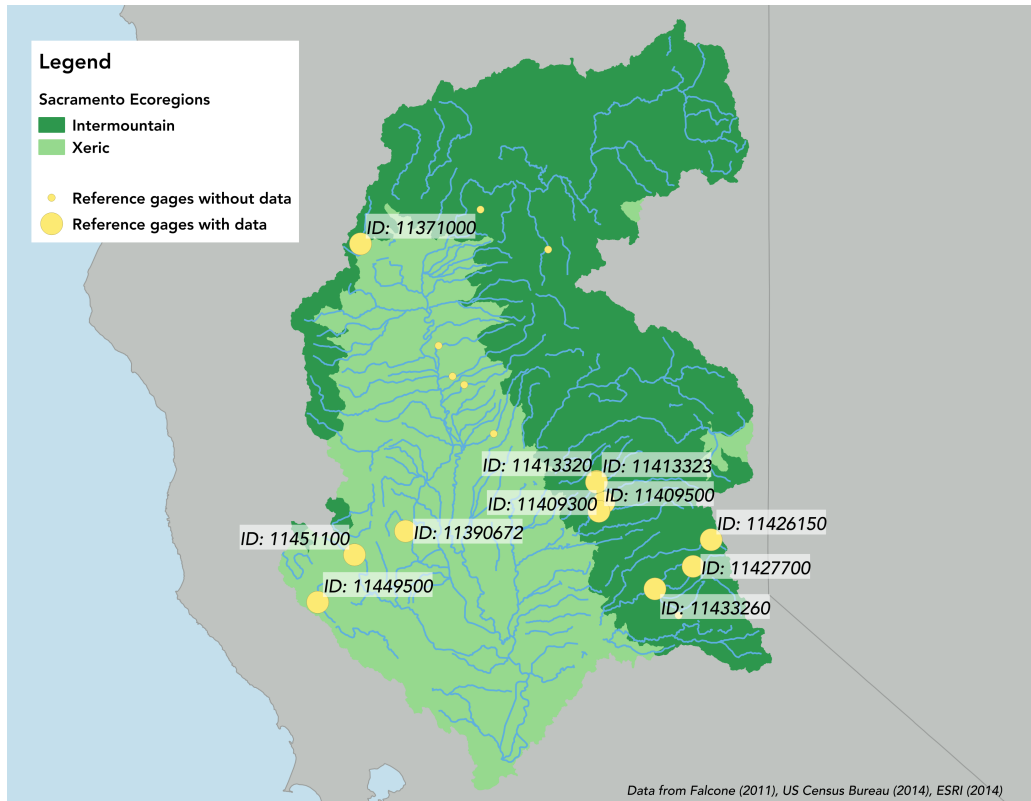 Legend
Sacramento Ecoregions
Intermountain
Xeric
Reference gages without data
Reference gages with data
ID: 11371000
ID: 11413320
ID: 11413323
ID: 11409300
ID: 11409500
ID: 11426150
ID: 11451100
ID: 11390672
ID: 11427700
ID: 11449500
ID: 11433260
Data from Falcone (2011), US Census Bureau (2014), ESRI (2014)